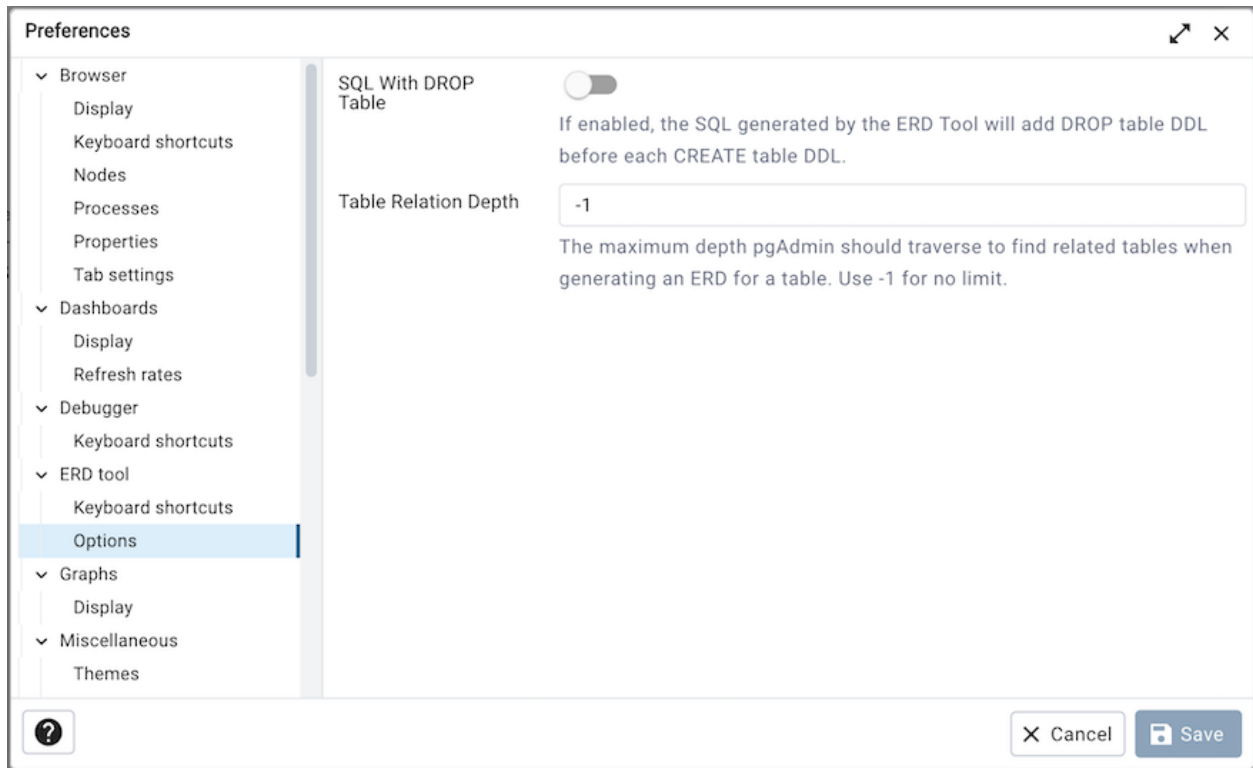 Preferences
Browser
Display
Keyboard shortcuts
Nodes
Processes
Properties
Tab settings
Dashboards
Display
Refresh rates
Debugger
Keyboard shortcuts
ERD tool
Keyboard shortcuts
Options
Graphs
Display
Miscellaneous
Themes
SQL With DROP
Table
If enabled, the SQL generated by the ERD Tool will add DROP table DDL
before each CREATE table DDL.
Table Relation Depth
-1
The maximum depth pgAdmin should traverse to find related tables when
generating an ERD for a table. Use -1 for no limit.
?
Cancel
Save